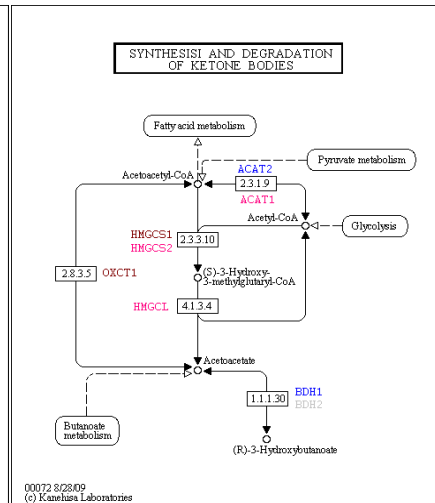 SYNTHESISI AND DEGRADATION
OF KETONE BODIES
Fatty acid metabolism
Pyruvate metabolism
Acetoacetyl-CoA
ACAT2
2.3.1.9
ACAT1
Acetyl-CoA
Glycolysis
HMGCS1
HMGCS2
2.3.3.10
2.8.3.5
OXCT1
(S)-3-Hydroxy-
3-methylglutaryl-CoA
HMGCL
4.1.3.4
Acetoacetate
Butanoate
metabolism
1.1.1.30
BDH1
BDH2
(R)-3-Hydroxybutanoate
00072 8/28/09
(c) Kanehisa Laboratories